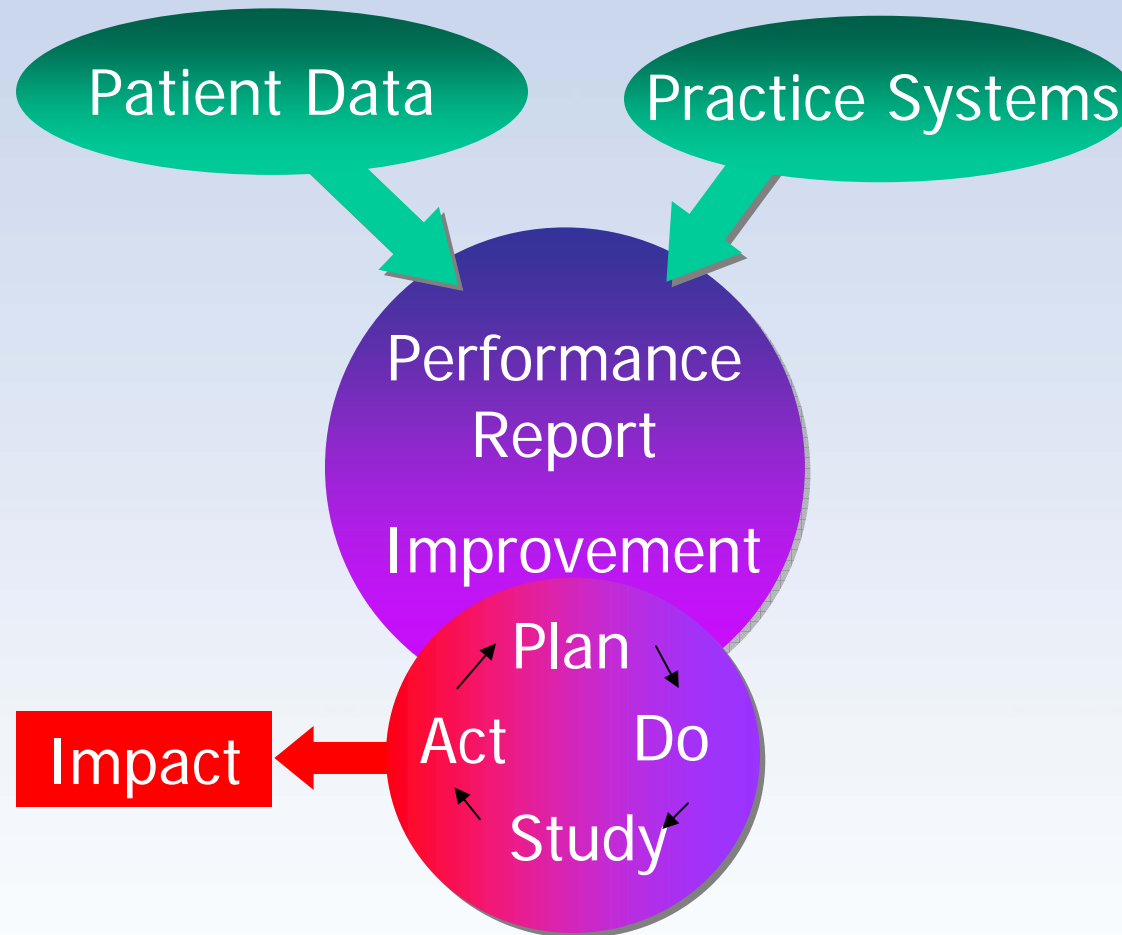 Patient Data
Practice Systems
Performance
Report
Improvement
Plan
Act
Do
Impact
Study